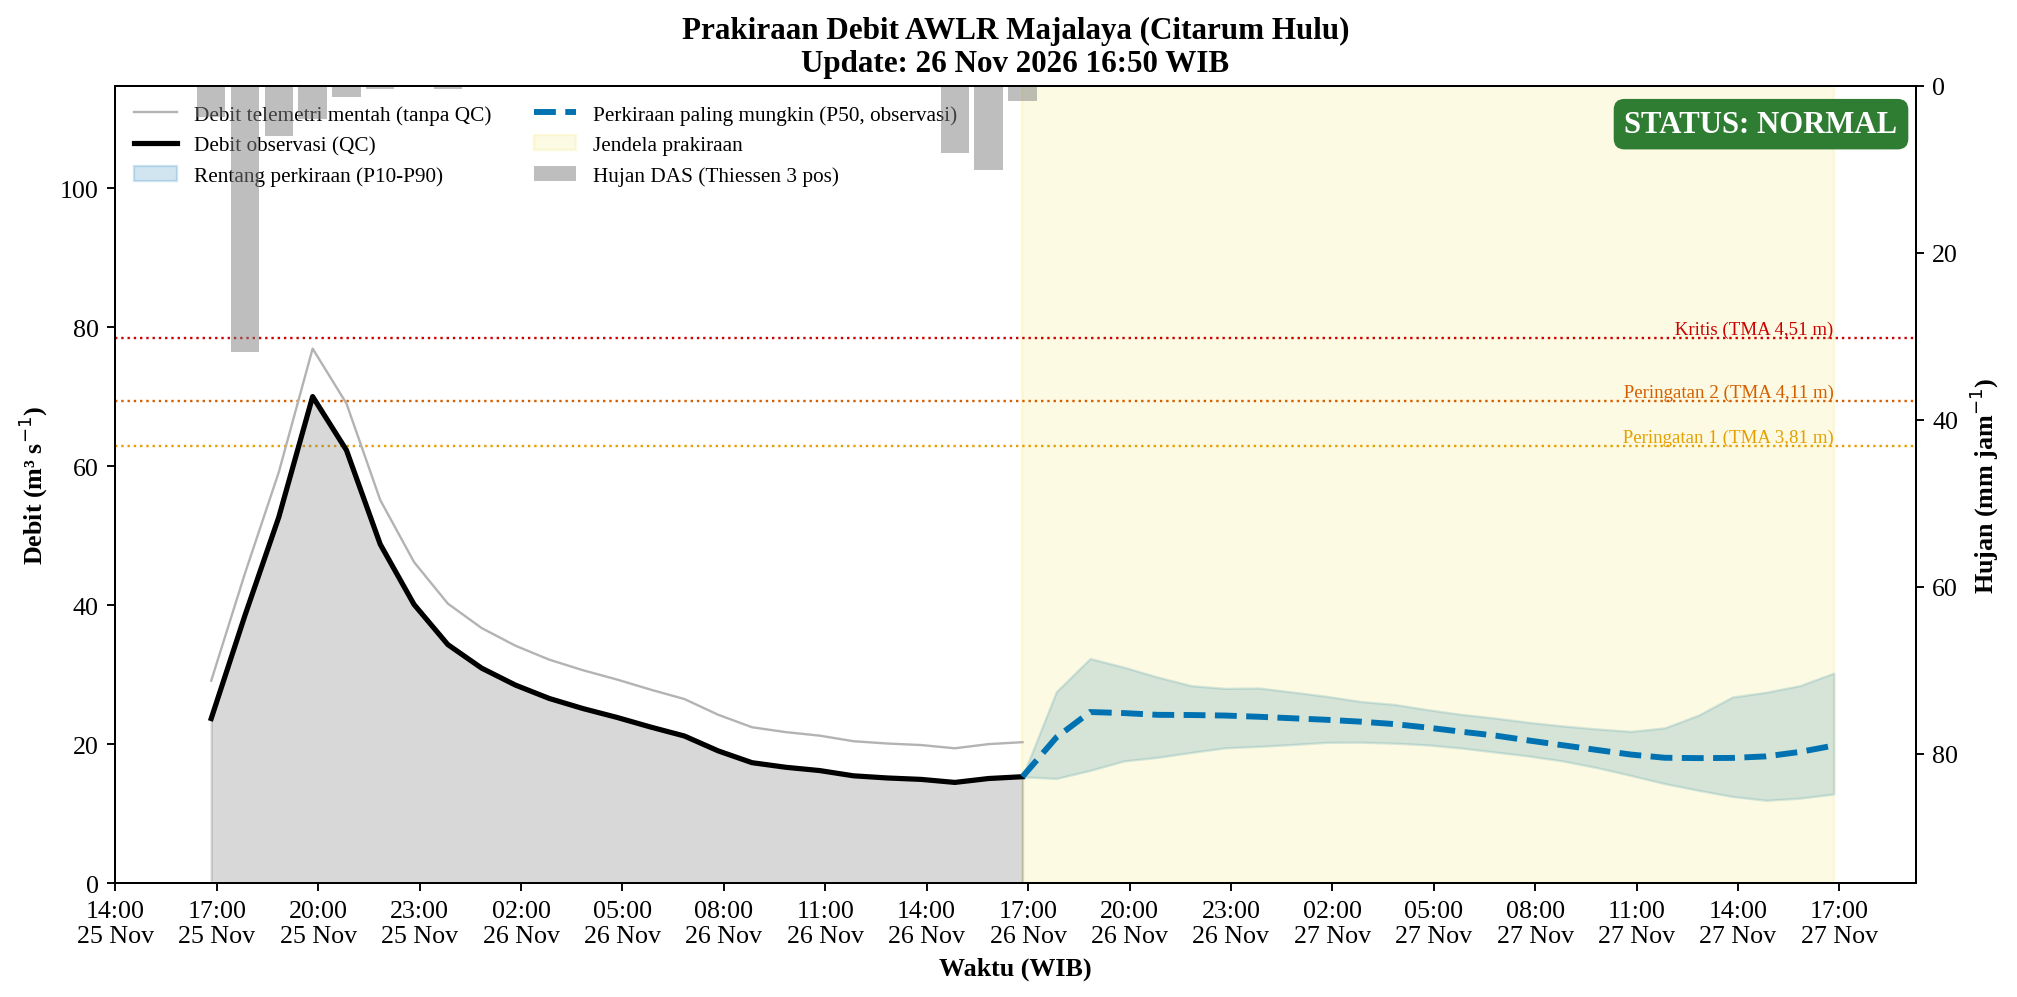 Prakiraan Debit AWLR Majalaya (Citarum Hulu)
Update: 26 Nov 2026 16:50 WIB
Debit telemetri mentah (tanpa QC)
Debit observasi (QC)
Rentang perkiraan (P10-P90)
Perkiraan paling mungkin (P50, observasi)
Jendela prakiraan
Hujan DAS (Thiessen 3 pos)
STATUS: NORMAL
Kritis (TMA 4,51 m)
Peringatan 2 (TMA 4,11 m)
Peringatan 1 (TMA 3,81 m)
Debit (m³ s⁻¹)
100
80
60
40
20
0
Hujan (mm jam⁻¹)
0
20
40
60
80
14:00 17:00 20:00 23:00 02:00 05:00 08:00 11:00 14:00 17:00 20:00 23:00 02:00 05:00 08:00 11:00 14:00 17:00
25 Nov 25 Nov 25 Nov 25 Nov 26 Nov 26 Nov 26 Nov 26 Nov 26 Nov 26 Nov 26 Nov 26 Nov 27 Nov 27 Nov 27 Nov 27 Nov 27 Nov 27 Nov
Waktu (WIB)